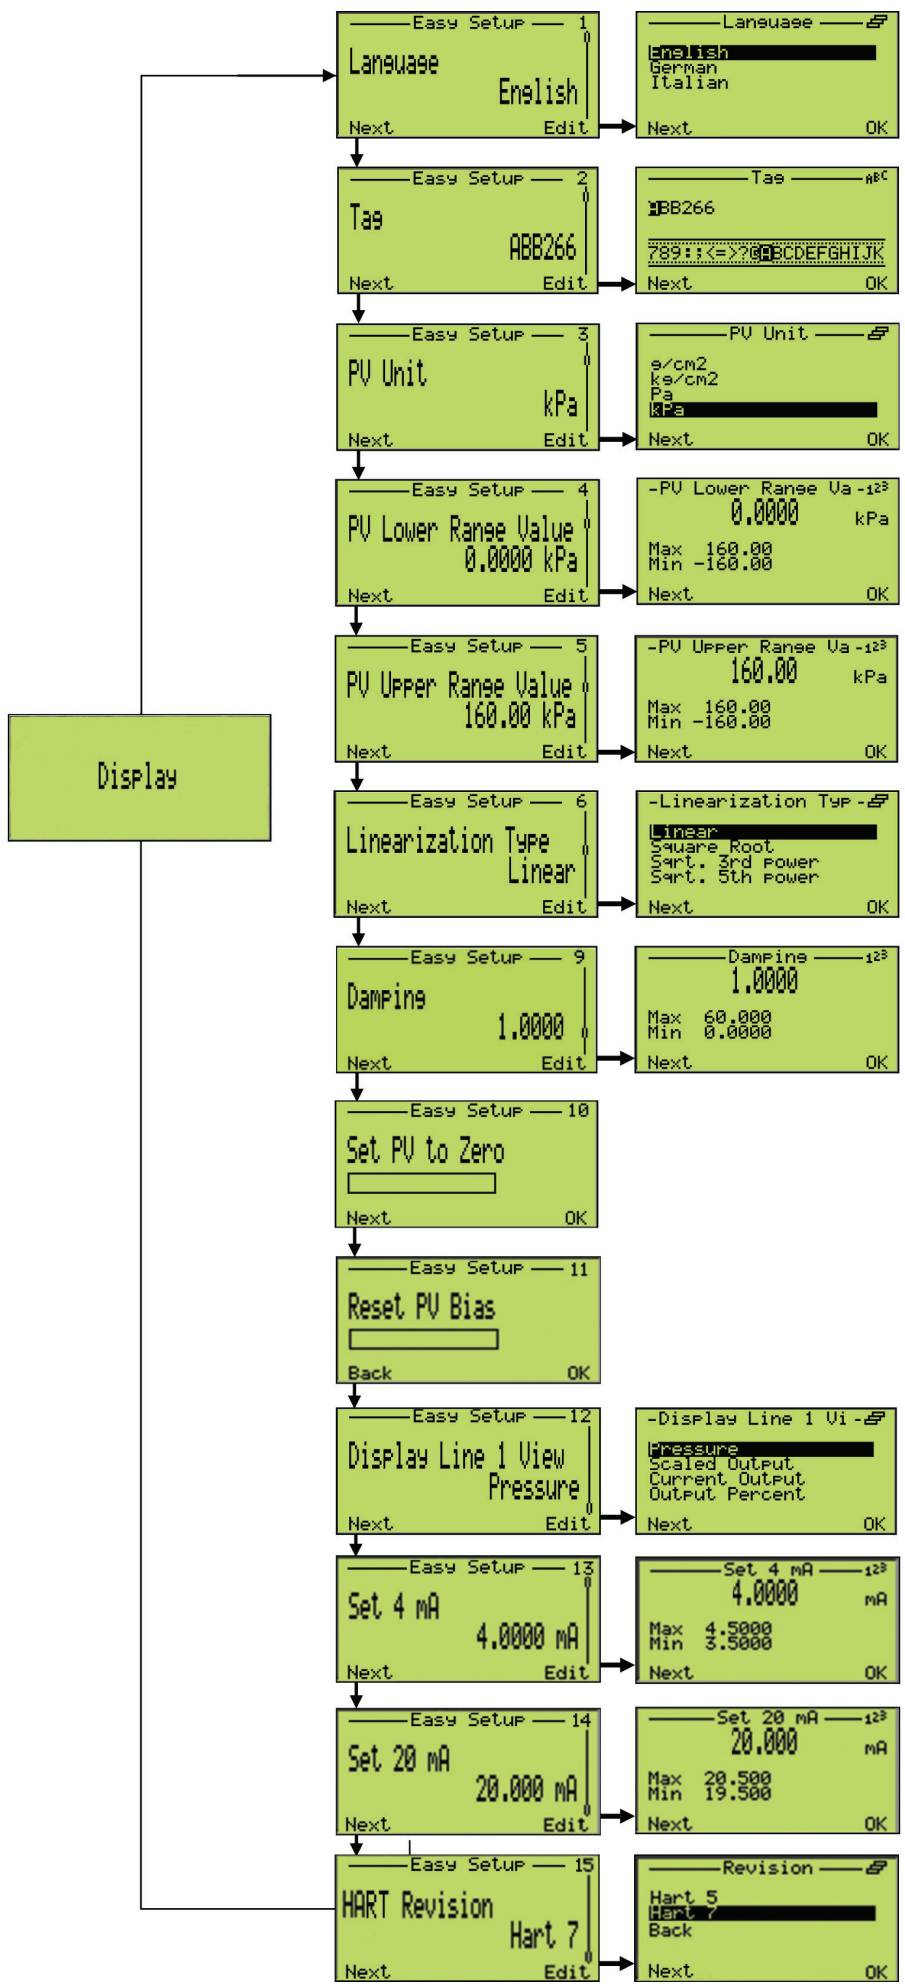 Easy Setup 1
Language
English
Next Edit
Language
English
German
Italian
Next OK
Easy Setup 2
Tag
ABB266
Next Edit
Tag ABC
ABB266
789:;<=>?@ABCDEFGHIJK
Next OK
Easy Setup 3
PV Unit
kPa
Next Edit
PV Unit
g/cm2
kg/cm2
Pa
kPa
Next OK
Easy Setup 4
PV Lower Range Value
0.0000 kPa
Next Edit
-PV Lower Range Va-123
0.0000 kPa
Max 160.00
Min -160.00
Next OK
Easy Setup 5
PV Upper Range Value
160.00 kPa
Next Edit
-PV Upper Range Va-123
160.00 kPa
Max 160.00
Min -160.00
Next OK
Display
Easy Setup 6
Linearization Type
Linear
Next Edit
-Linearization Typ-
Linear
Square Root
Sqrt. 3rd power
Sqrt. 5th power
Next OK
Easy Setup 9
Damping
1.0000
Next Edit
Damping 123
1.0000
Max 60.000
Min 0.0000
Next OK
Easy Setup 10
Set PV to Zero
Next OK
Easy Setup 11
Reset PV Bias
Back OK
Easy Setup 12
Display Line 1 View
Pressure
Next Edit
-Display Line 1 Vi-
Pressure
Scaled Output
Current Output
Output Percent
Next OK
Easy Setup 13
Set 4 mA
4.0000 mA
Next Edit
Set 4 mA 123
4.0000 mA
Max 4.5000
Min 3.5000
Next OK
Easy Setup 14
Set 20 mA
20.000 mA
Next Edit
Set 20 mA 123
20.000 mA
Max 20.500
Min 19.500
Next OK
Easy Setup 15
HART Revision
Hart 7
Next Edit
Revision
Hart 5
Hart 7
Back
Next OK